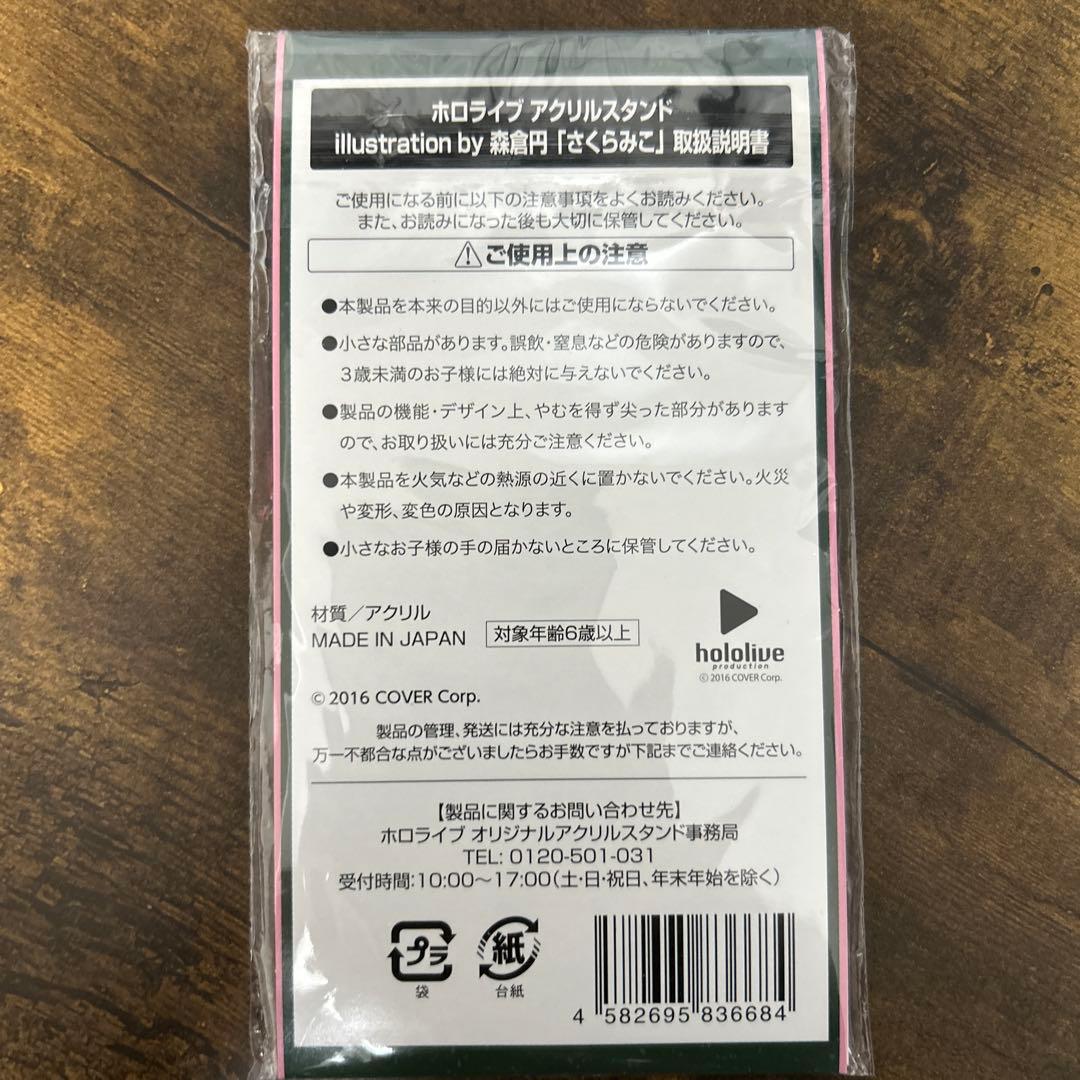 ホロライブ アクリルスタンド
illustration by 森倉円「さくらみこ」取扱説明書
ご使用になる前に以下の注意事項をよくお読みください。
また、お読みになった後も大切に保管してください。
⚠ご使用上の注意
●本製品を本来の目的以外にはご使用にならないでください。
●小さな部品があります。誤飲・窒息などの危険がありますので、
3歳未満のお子様には絶対に与えないでください。
●製品の機能・デザイン上、やむを得ず尖った部分があります
ので、お取り扱いには充分ご注意ください。
●本製品を火気などの熱源の近くに置かないでください。火災
や変形、変色の原因となります。
●小さなお子様の手の届かないところに保管してください。
材質／アクリル
MADE IN JAPAN 対象年齢6歳以上
hololive
production
© 2016 COVER Corp.
© 2016 COVER Corp.
製品の管理、発送には充分な注意を払っておりますが、
万一不都合な点がございましたらお手数ですが下記までご連絡ください。
【製品に関するお問い合わせ先】
ホロライブ オリジナルアクリルスタンド事務局
TEL: 0120-501-031
受付時間:10:00～17:00(土・日・祝日、年末年始を除く)
プラ
袋
紙
台紙
4 582695 836684